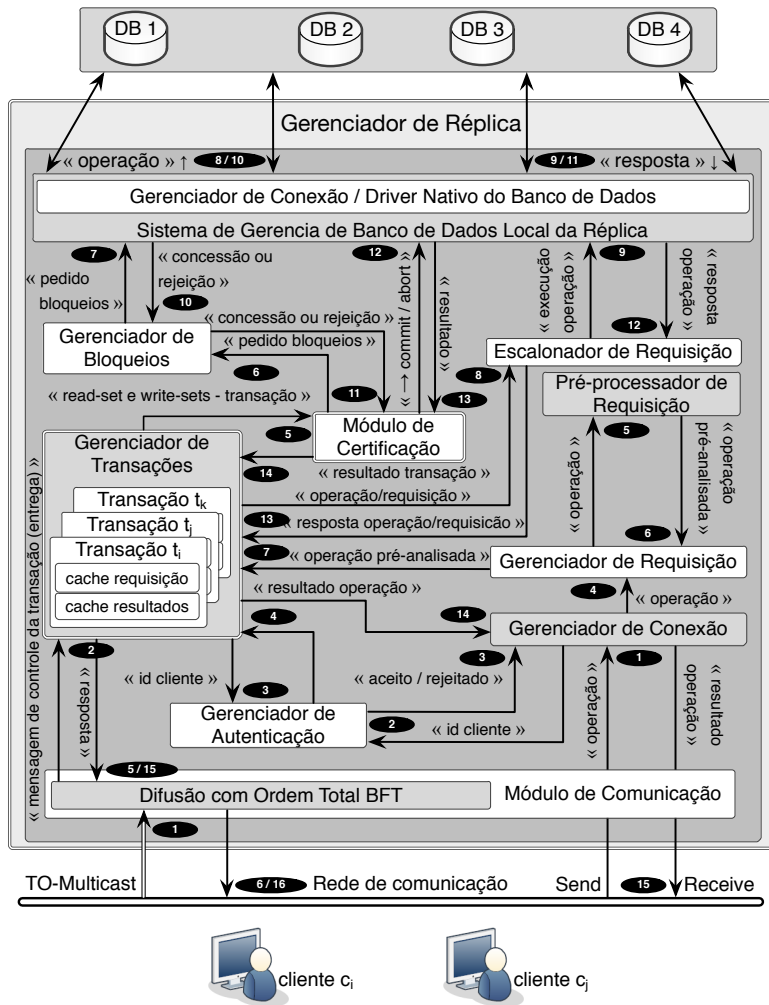 DB 1
DB 2
DB 3
DB 4
Gerenciador de Réplica
« operação » ↑
8 / 10
9 / 11
« resposta » ↓
Gerenciador de Conexão / Driver Nativo do Banco de Dados
Sistema de Gerencia de Banco de Dados Local da Réplica
7
« pedido
bloqueios »
« concessão ou
rejeição »
10
12
« → commit / abort »
« resultado »
« execução
operação »
9
« resposta
operação »
12
Gerenciador de
Bloqueios
« concessão ou rejeição »
« pedido bloqueios »
6
11
13
8
Escalonador de Requisição
« read-set e write-sets - transação »
5
Módulo de
Certificação
Pré-processador de
Requisição
5
Gerenciador de
Transações
14
« resultado transação »
« operação/requisição »
« operação »
« operação
pré-analisada »
Transação tk
Transação tj
Transação ti
cache requisição
cache resultados
13
« resposta operação/requisicão »
7
« operação pré-analisada »
6
Gerenciador de Requisição
« resultado operação »
4
« operação »
4
14
Gerenciador de Conexão
2
« mensagem de controle da transação (entrega) »
« resposta »
« id cliente »
3
« aceito / rejeitado »
3
1
« operação »
« resultado
operação »
Gerenciador de
Autenticação
2
« id cliente »
5 / 15
Difusão com Ordem Total BFT
Módulo de Comunicação
1
TO-Multicast
6 / 16
Rede de comunicação
Send
15
Receive
cliente ci
cliente cj